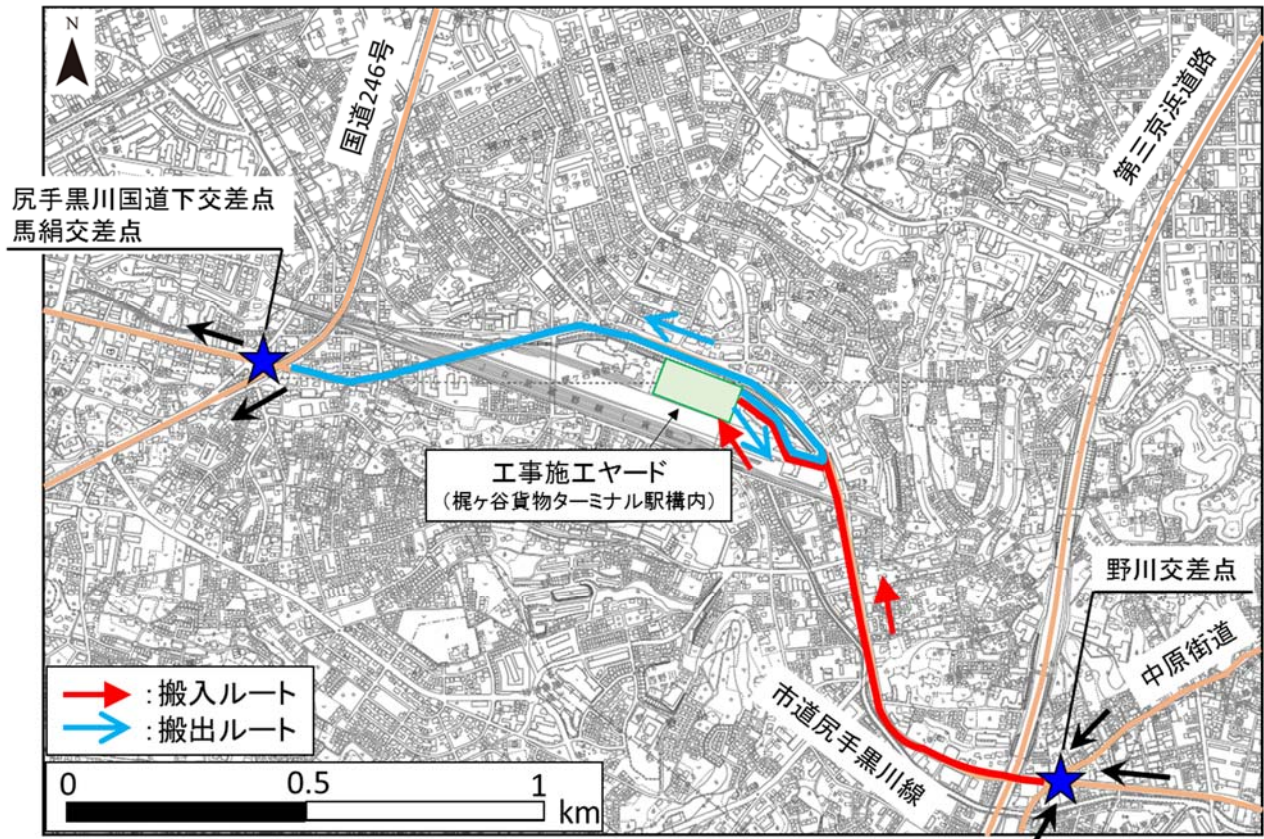 N
国道246号
第三京浜道路
尻手黒川国道下交差点
馬絹交差点
工事施工ヤード
(梶ヶ谷貨物ターミナル駅構内)
野川交差点
中原街道
市道尻手黒川線
:搬入ルート
:搬出ルート
0 0.5 1
km